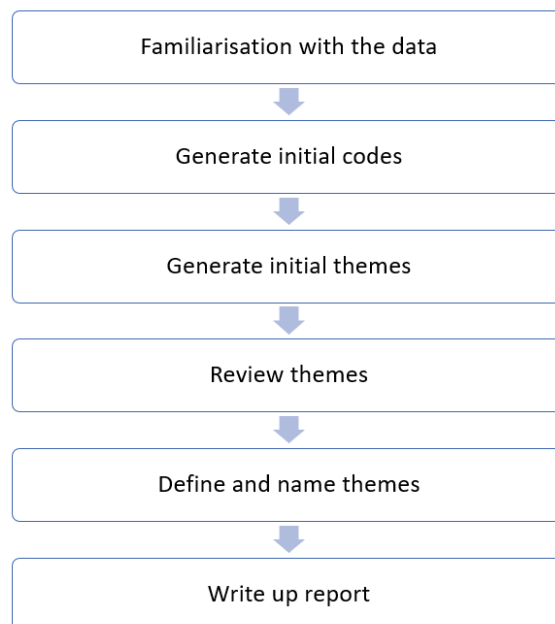 Familiarisation with the data
Generate initial codes
Generate initial themes
Review themes
Define and name themes
Write up report